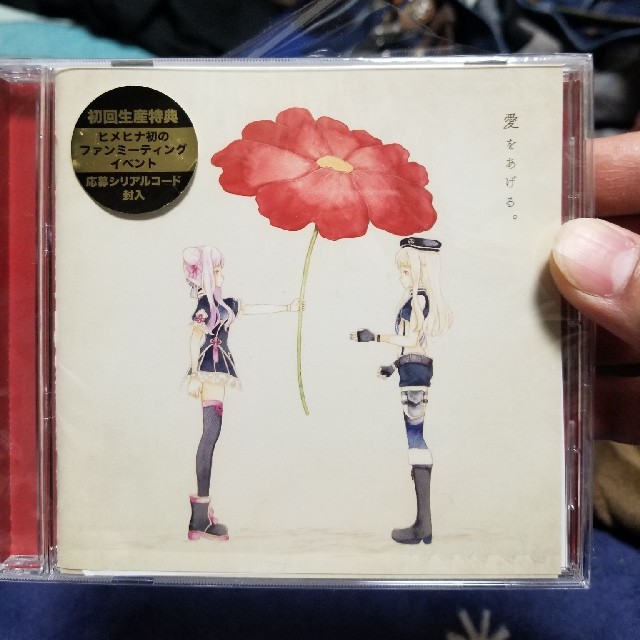 初回生産特典
ヒメヒナ初の
ファンミーティング
イベント
応募シリアルコード
封入
愛をあげる。